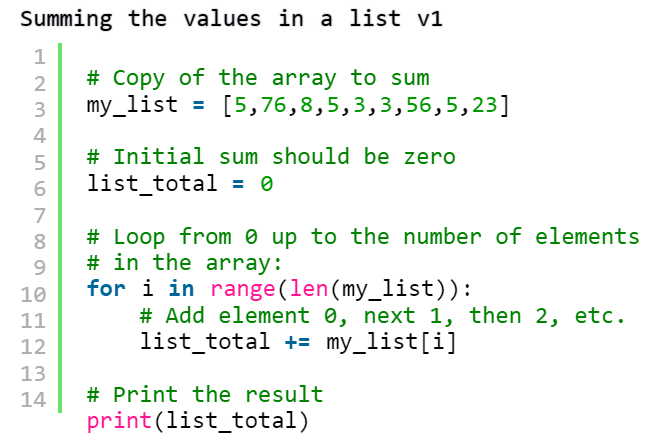 Summing the values in a list v1
1
2 # Copy of the array to sum
3 my_list = [5,76,8,5,3,3,56,5,23]
4
5 # Initial sum should be zero
6 list_total = 0
7
8 # Loop from 0 up to the number of elements
9 # in the array:
10 for i in range(len(my_list)):
11     # Add element 0, next 1, then 2, etc.
12     list_total += my_list[i]
13
14 # Print the result
print(list_total)